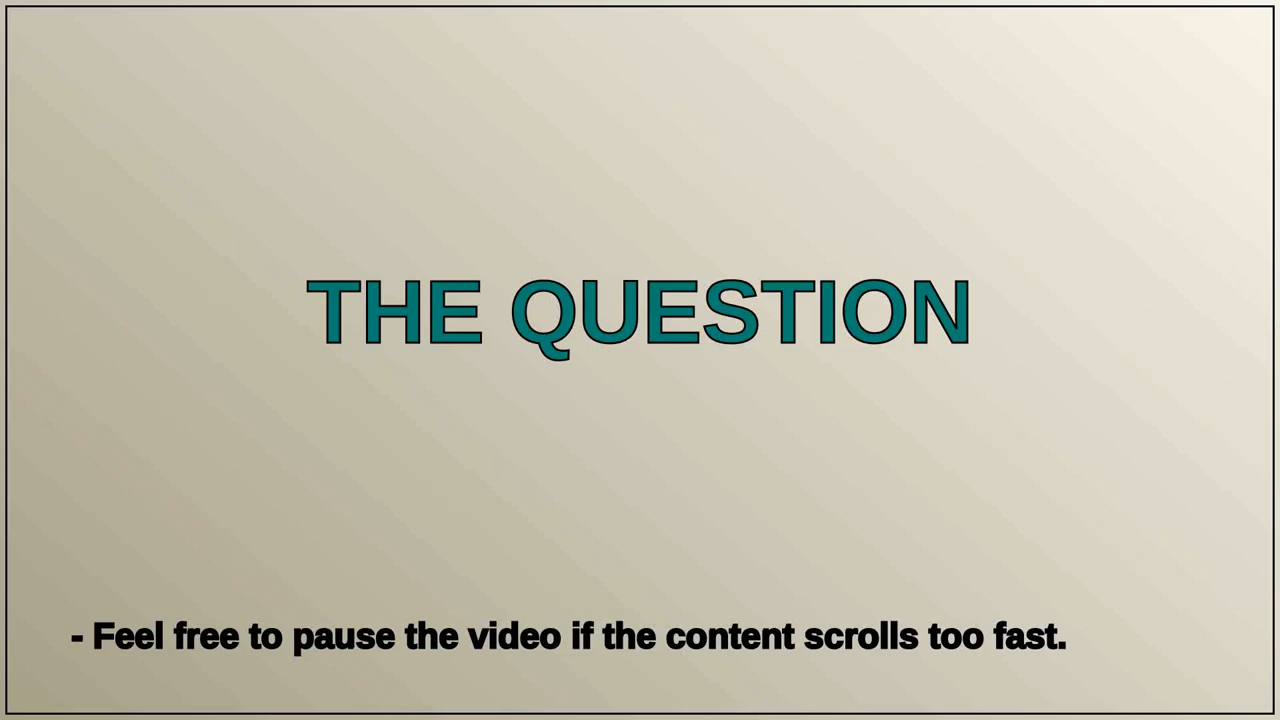 THE QUESTION
- Feel free to pause the video if the content scrolls too fast.